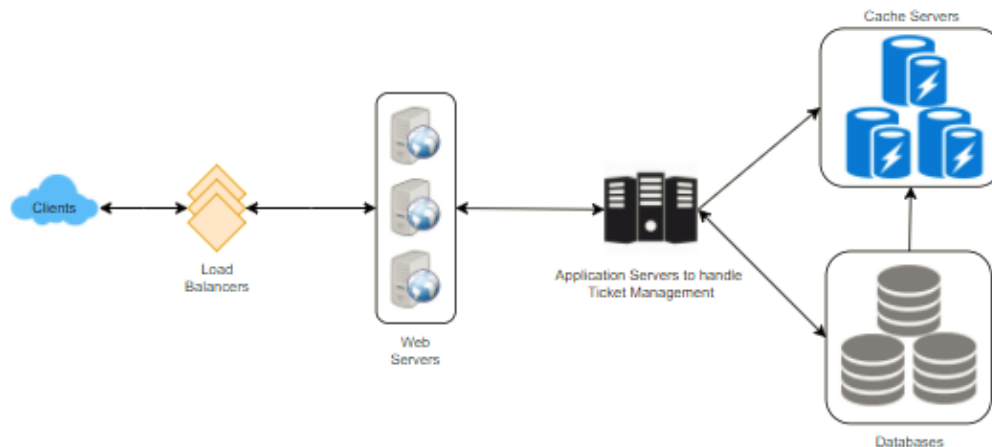 Cache Servers
Clients
Load
Balancers
Web
Servers
Application Servers to handle
Ticket Management
Databases